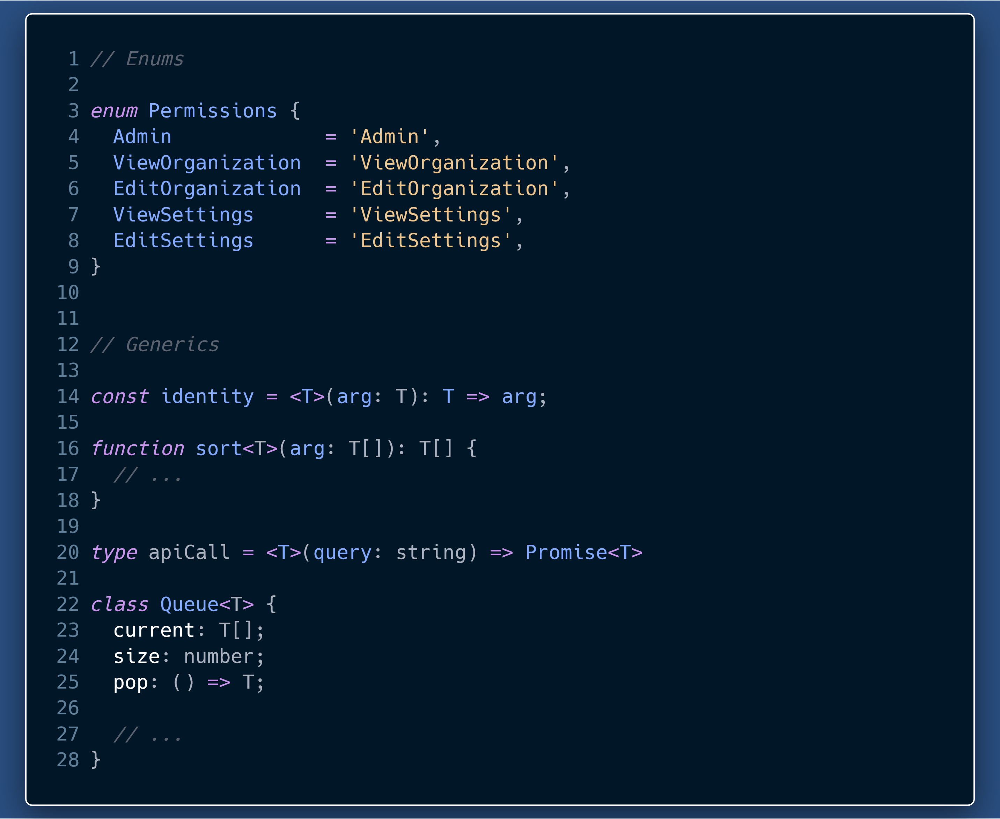 1 // Enums
2
3 enum Permissions {
4   Admin             = 'Admin',
5   ViewOrganization  = 'ViewOrganization',
6   EditOrganization  = 'EditOrganization',
7   ViewSettings      = 'ViewSettings',
8   EditSettings      = 'EditSettings',
9 }
10
11
12 // Generics
13
14 const identity = <T>(arg: T): T => arg;
15
16 function sort<T>(arg: T[]): T[] {
17   // ...
18 }
19
20 type apiCall = <T>(query: string) => Promise<T>
21
22 class Queue<T> {
23   current: T[];
24   size: number;
25   pop: () => T;
26
27   // ...
28 }